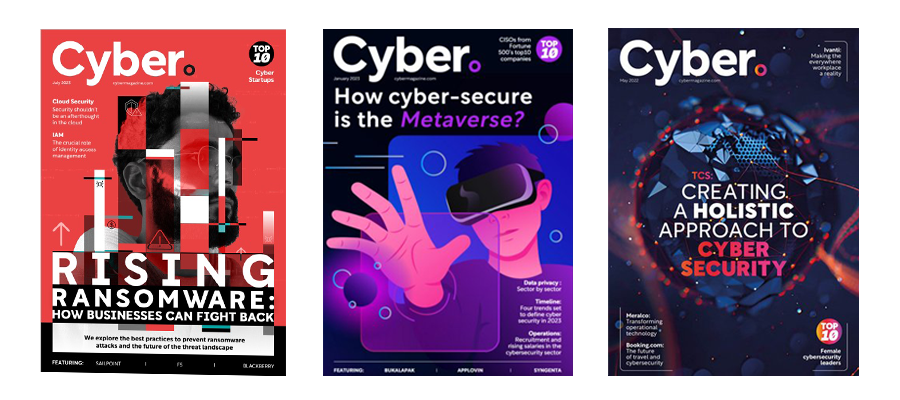 Cyber.
July 2023
cybermagazine.com
TOP
10
Cyber
Startups
Cloud Security
Security shouldn't
be an afterthought
in the cloud
IAM
The crucial role
of identity access
management
RISING
RANSOMWARE:
HOW BUSINESSES CAN FIGHT BACK
We explore the best practices to prevent ransomware
attacks and the future of the threat landscape
FEATURING: SAILPOINT | F5 | BLACKBERRY
Cyber.
January 2023
cybermagazine.com
CISOs from
Fortune
500's top10
companies
TOP
10
How cyber-secure
is the Metaverse?
Data privacy:
Sector by sector
Timeline:
Four trends set
to define cyber
security in 2023
Operations:
Recruitment and
rising salaries in the
cybersecurity sector
FEATURING: BUKALAPAK | APPLOVIN | SYNGENTA
Cyber.
May 2022
cybermagazine.com
Ivanti:
Making the
everywhere
workplace
a reality
TCS:
CREATING
A HOLISTIC
APPROACH TO
CYBER
SECURITY
Meralco:
Transforming
operational
technology
Booking.com:
The future
of travel and
cybersecurity
TOP
10
Female
cybersecurity
leaders